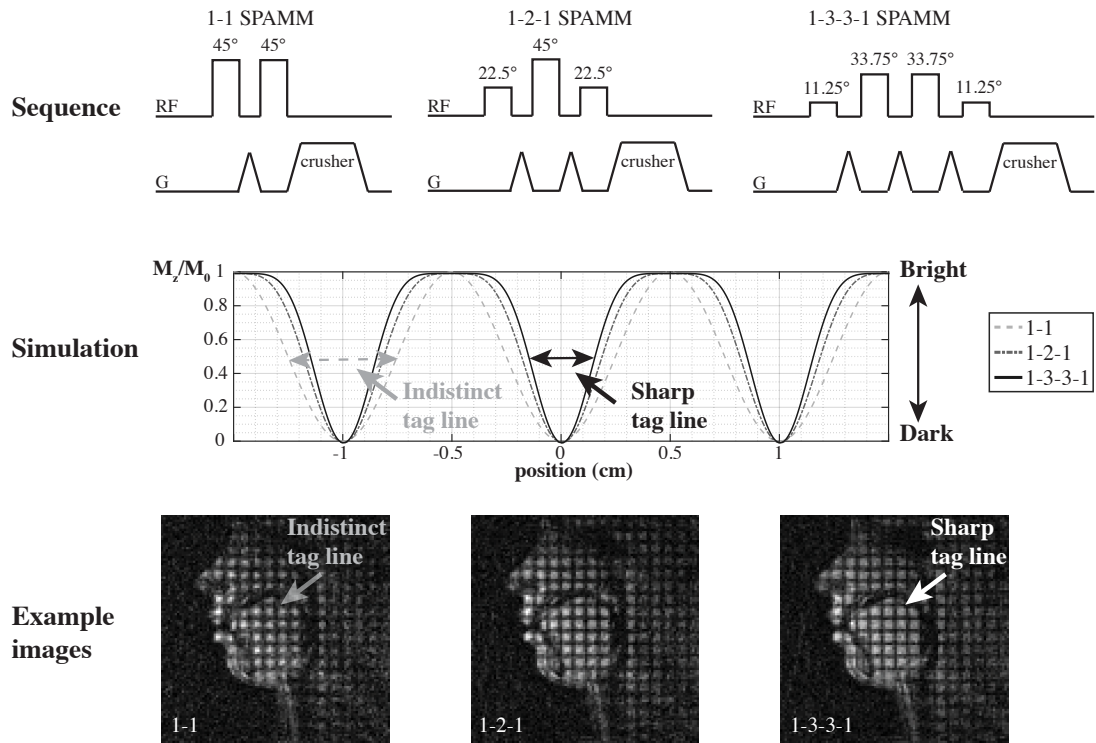 1-1 SPAMM
1-2-1 SPAMM
1-3-3-1 SPAMM
Sequence
RF
45°
45°
G
crusher
RF
22.5°
45°
22.5°
G
crusher
RF
11.25°
33.75°
33.75°
11.25°
G
crusher
Simulation
M_z/M_0
1
0.8
0.6
0.4
0.2
0
-1
-0.5
0
0.5
1
position (cm)
Indistinct
tag line
Sharp
tag line
Bright
Dark
1-1
1-2-1
1-3-3-1
Example
images
Indistinct
tag line
1-1
1-2-1
Sharp
tag line
1-3-3-1